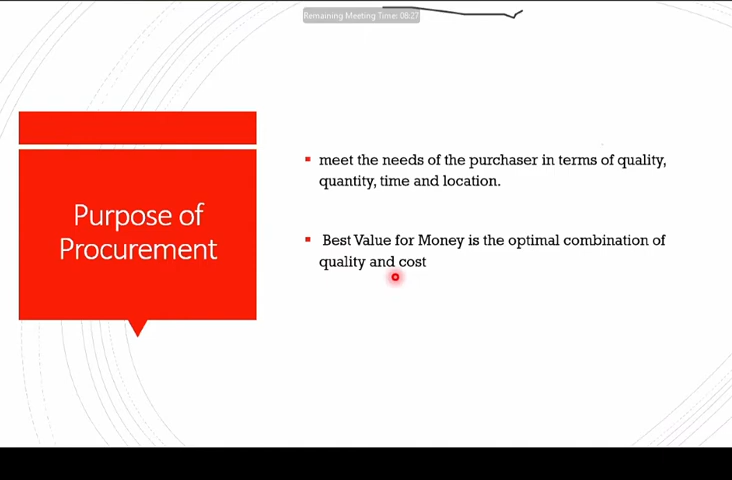 Remaining Meeting Time: 08:27
Purpose of
Procurement
▪ meet the needs of the purchaser in terms of quality,
quantity, time and location.
▪ Best Value for Money is the optimal combination of
quality and cost